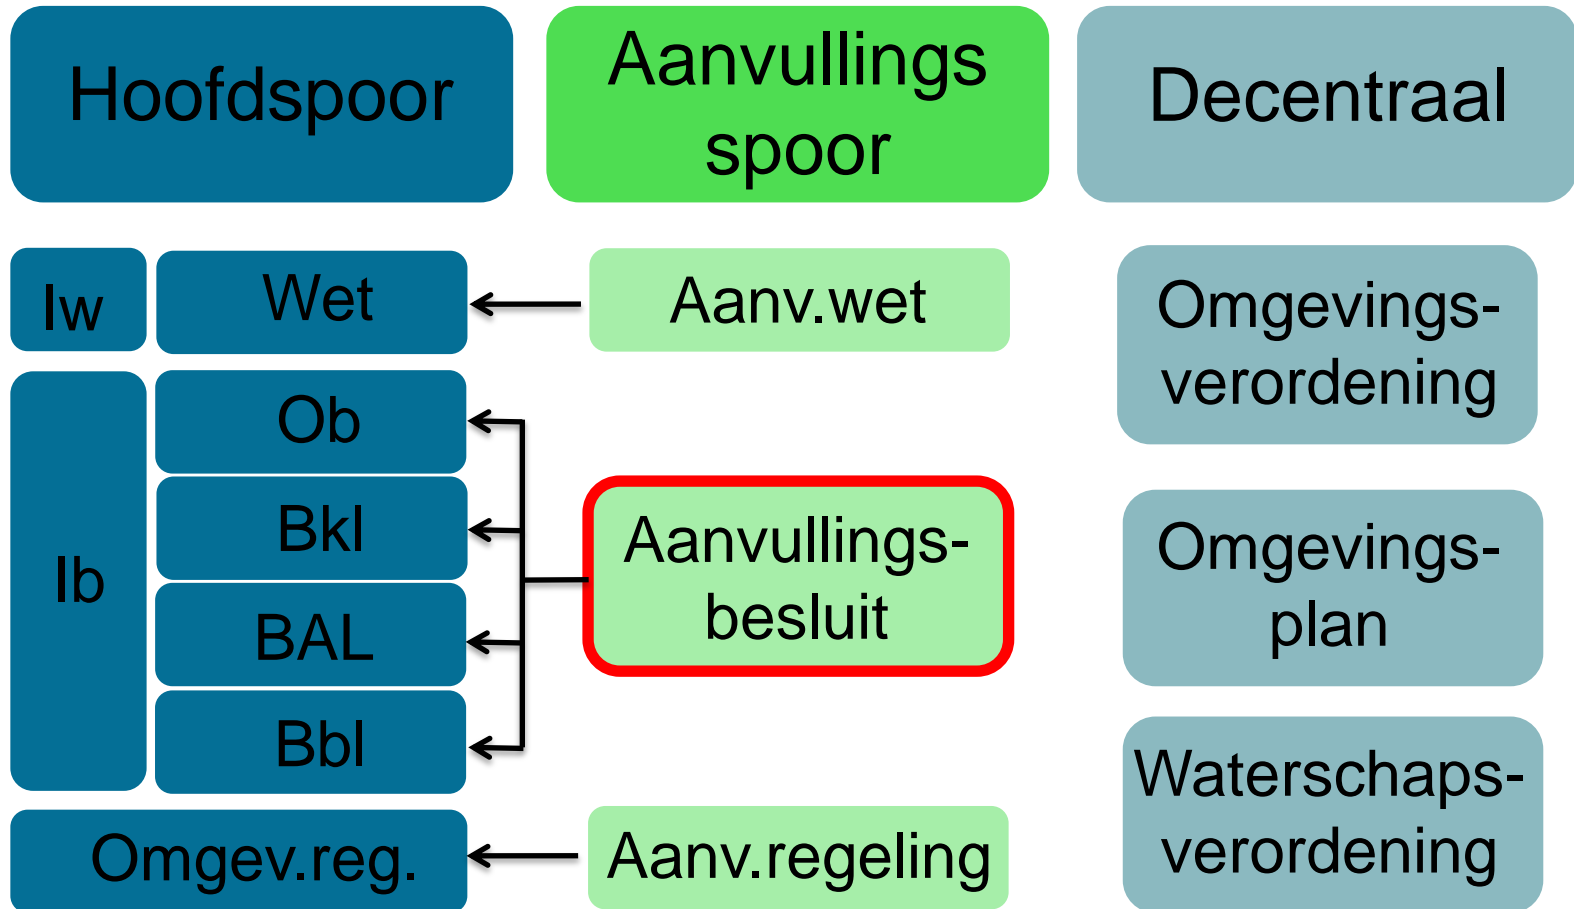 Hoofdspoor
Aanvullings
spoor
Decentraal
Iw
Wet
Aanv.wet
Omgevings-
verordening
Ib
Ob
Bkl
BAL
Bbl
Aanvullings-
besluit
Omgevings-
plan
Omgev.reg.
Aanv.regeling
Waterschaps-
verordening